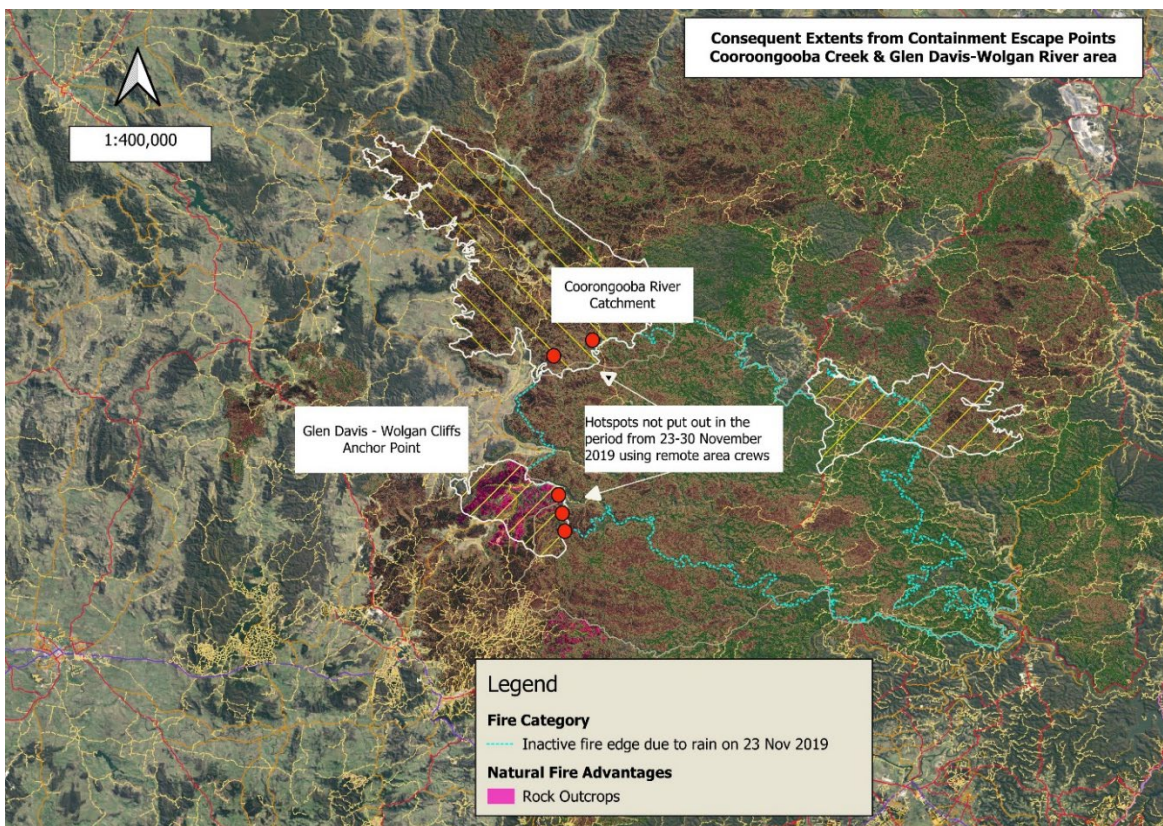 Consequent Extents from Containment Escape Points
Cooroongooba Creek & Glen Davis-Wolgan River area
1:400,000
Coorongooba River
Catchment
Glen Davis - Wolgan Cliffs
Anchor Point
Hotspots not put out in the
period from 23-30 November
2019 using remote area crews
Legend
Fire Category
Inactive fire edge due to rain on 23 Nov 2019
Natural Fire Advantages
Rock Outcrops